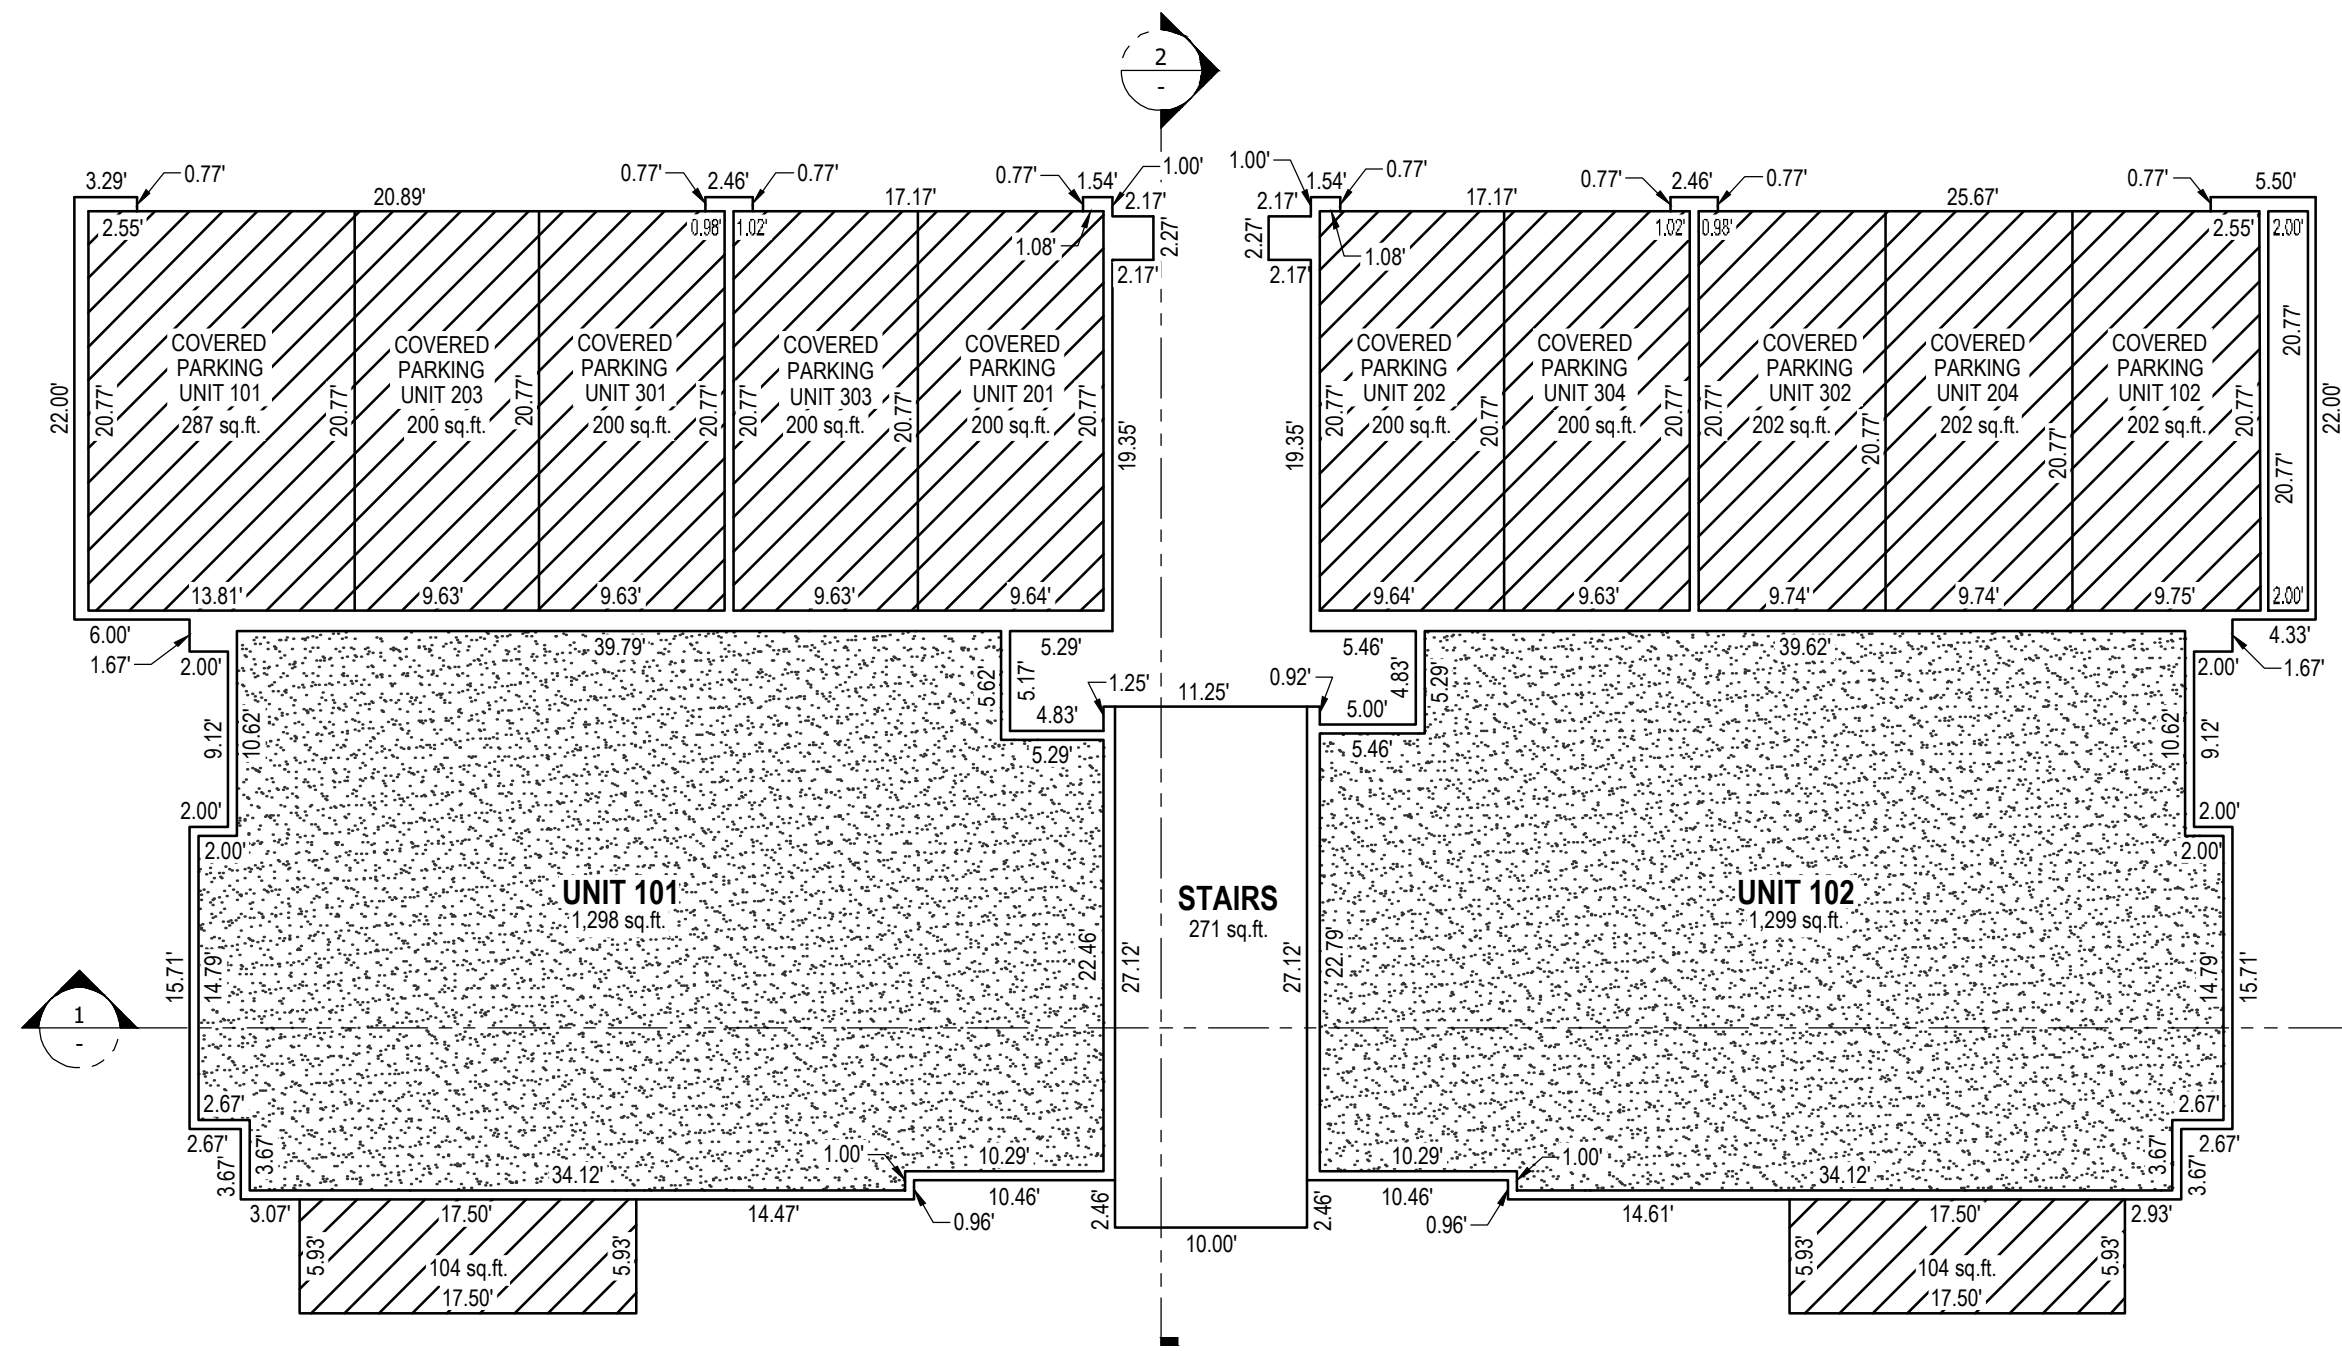 2
-
3.29'
0.77'
20.89'
0.77'
2.46'
0.77'
17.17'
0.77'
1.54'
1.00'
2.17'
1.00'
2.17'
1.54'
0.77'
17.17'
0.77'
2.46'
0.77'
25.67'
0.77'
5.50'
2.55'
0.98'
1.02'
1.08'
2.27'
2.17'
2.27'
2.17'
1.08'
1.02'
0.98'
2.55'
2.00'
22.00'
20.77'
COVERED
PARKING
UNIT 101
287 sq.ft.
20.77'
COVERED
PARKING
UNIT 203
200 sq.ft.
20.77'
COVERED
PARKING
UNIT 301
200 sq.ft.
20.77'
20.77'
COVERED
PARKING
UNIT 303
200 sq.ft.
20.77'
COVERED
PARKING
UNIT 201
200 sq.ft.
20.77'
19.35'
19.35'
20.77'
COVERED
PARKING
UNIT 202
200 sq.ft.
20.77'
COVERED
PARKING
UNIT 304
200 sq.ft.
20.77'
20.77'
COVERED
PARKING
UNIT 302
202 sq.ft.
20.77'
COVERED
PARKING
UNIT 204
202 sq.ft.
20.77'
COVERED
PARKING
UNIT 102
202 sq.ft.
20.77'
20.77'
20.77'
22.00'
13.81'
9.63'
9.63'
9.63'
9.64'
9.64'
9.63'
9.74'
9.74'
9.75'
2.00'
6.00'
1.67'
2.00'
39.79'
5.62'
5.29'
5.17'
4.83'
5.29'
1.25'
11.25'
0.92'
5.46'
4.83'
5.00'
5.46'
5.29'
39.62'
4.33'
1.67'
2.00'
9.12'
10.62'
10.62'
9.12'
2.00'
2.00'
2.00'
2.00'
UNIT 101
1,298 sq.ft.
STAIRS
271 sq.ft.
UNIT 102
1,299 sq.ft.
15.71'
14.79'
22.46'
27.12'
27.12'
22.79'
14.79'
15.71'
1
-
2.67'
2.67'
3.67'
3.67'
34.12'
1.00'
10.29'
10.29'
1.00'
34.12'
2.67'
2.67'
3.67'
3.67'
3.07'
17.50'
14.47'
0.96'
10.46'
2.46'
10.00'
2.46'
10.46'
0.96'
14.61'
17.50'
2.93'
5.93'
104 sq.ft.
17.50'
5.93'
5.93'
104 sq.ft.
17.50'
5.93'